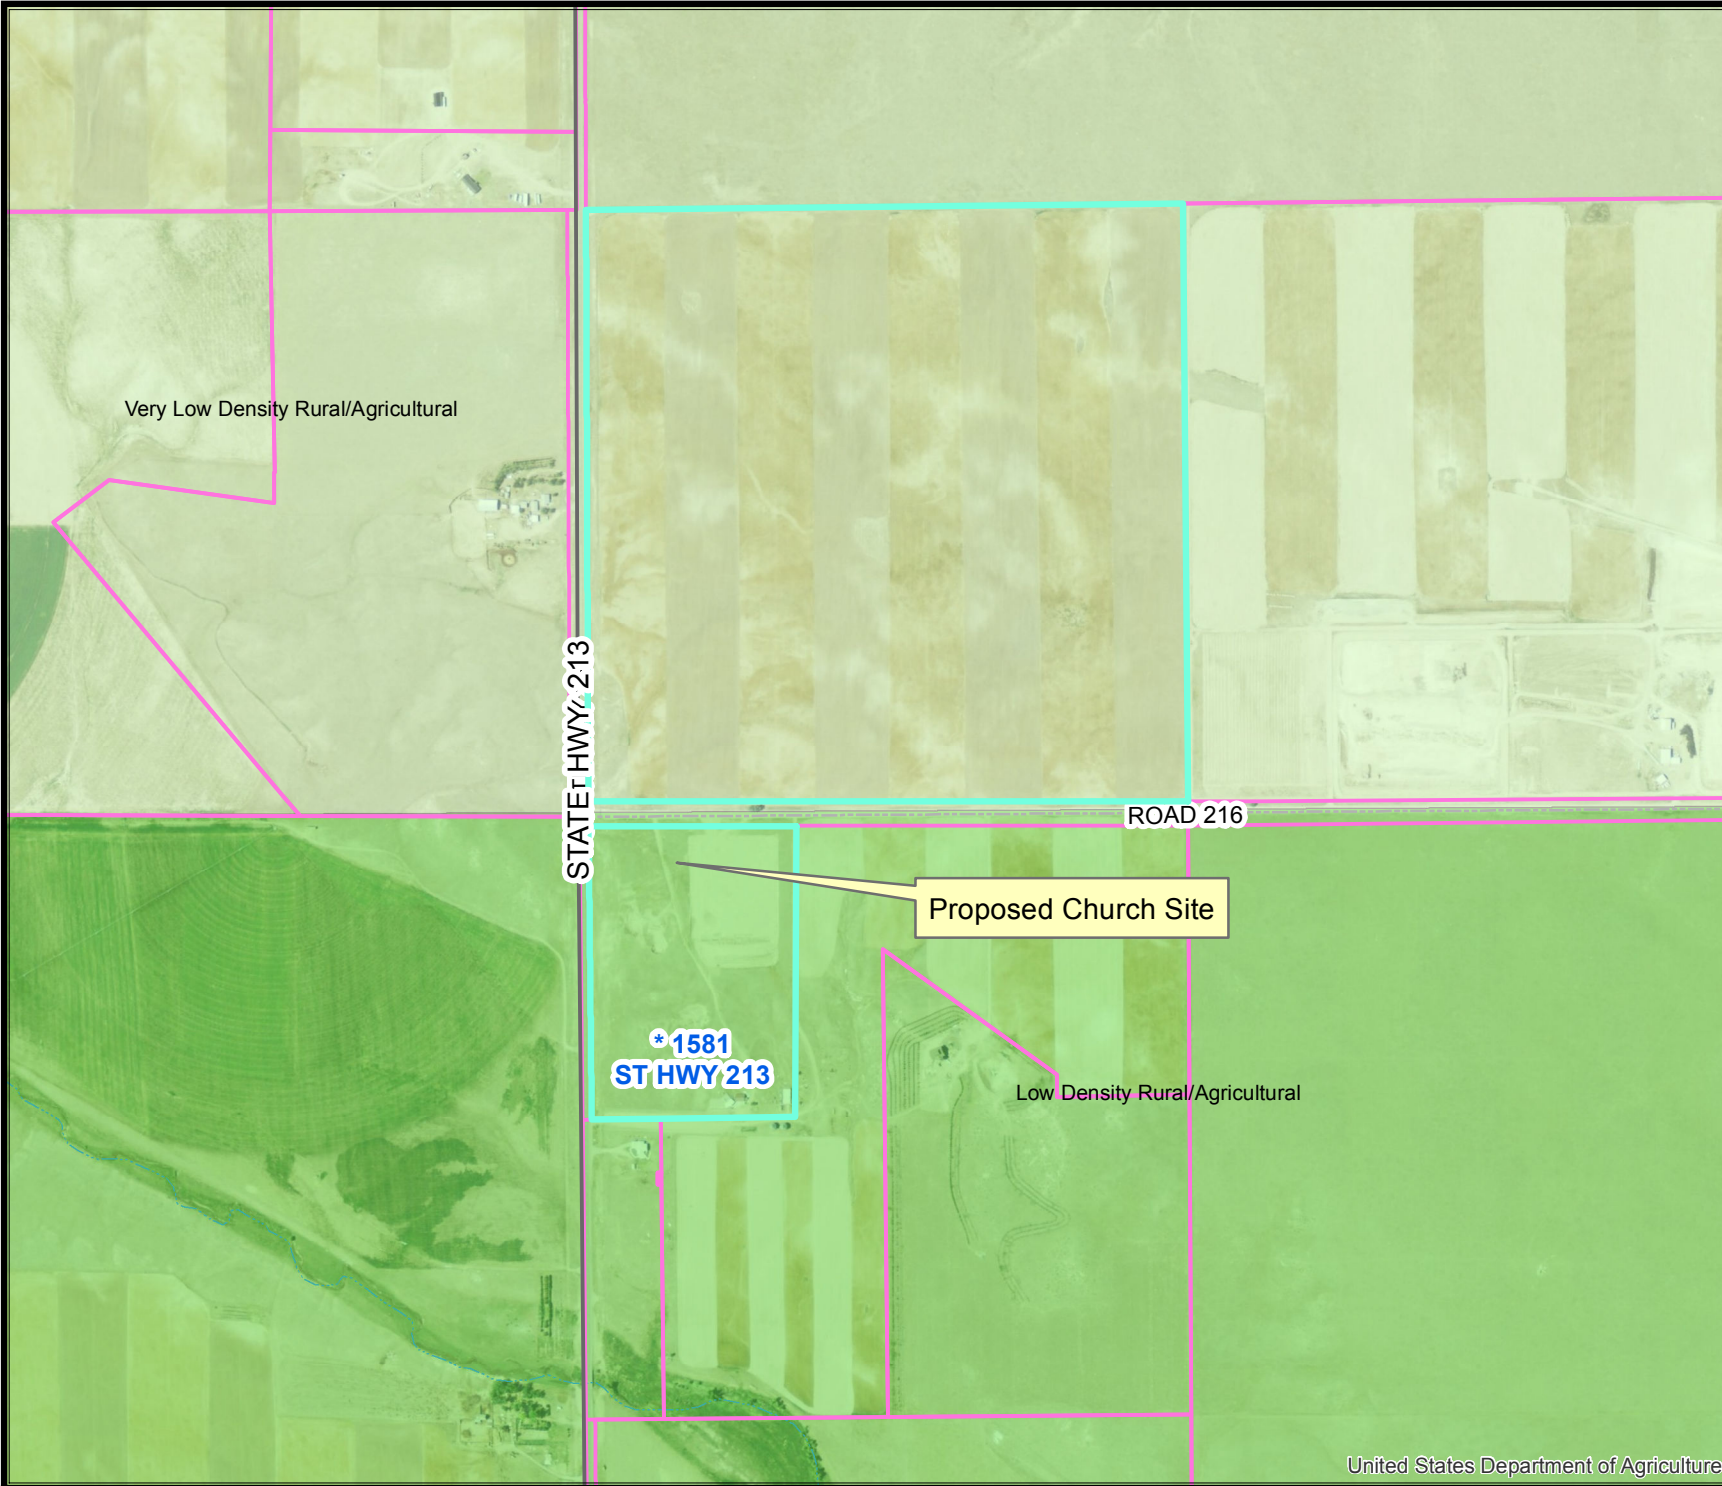 Very Low Density Rural/Agricultural
STATE HWY 213
ROAD 216
Proposed Church Site
* 1581
ST HWY 213
Low Density Rural/Agricultural
United States Department of Agriculture